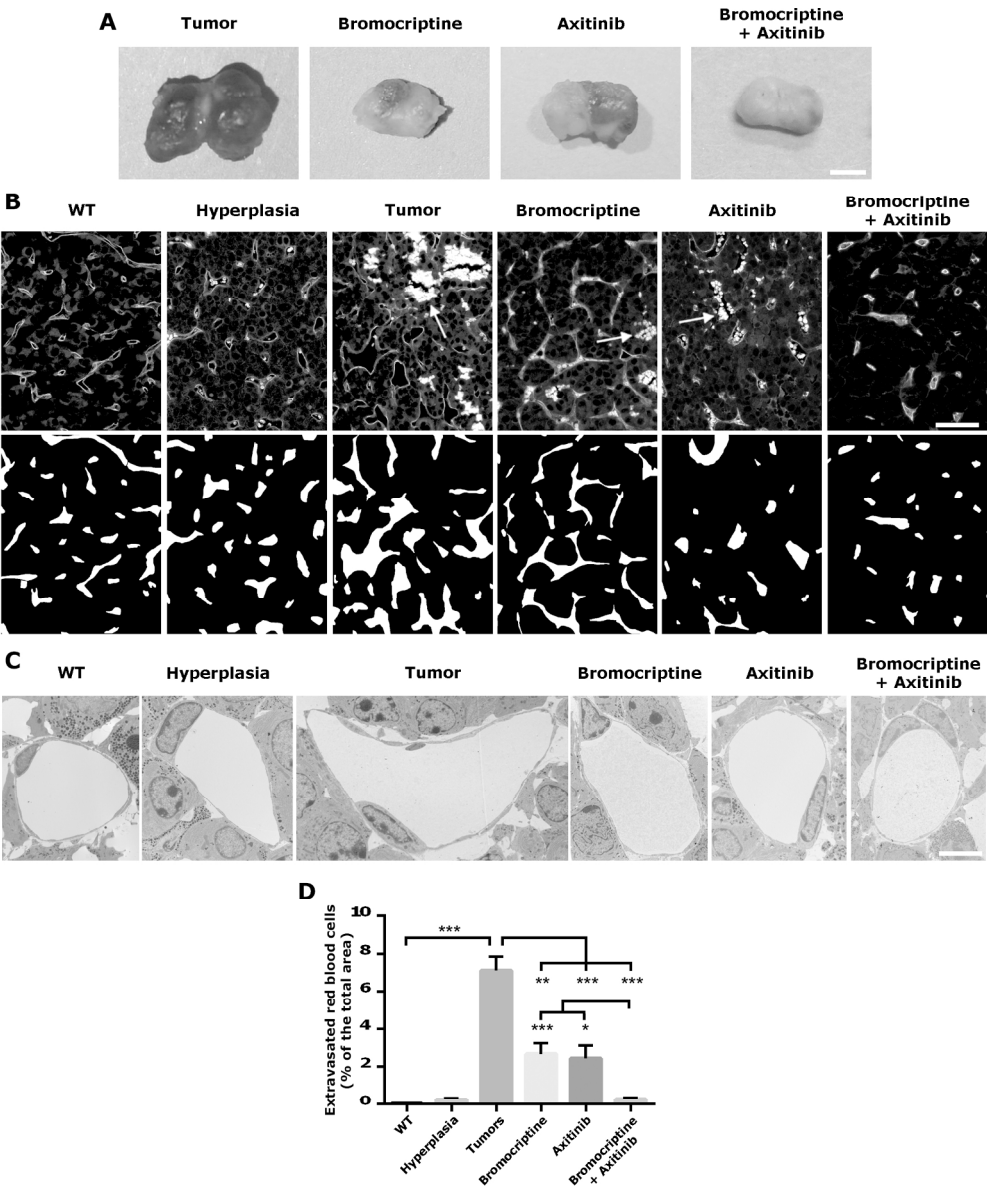 A
Tumor
Bromocriptine
Axitinib
Bromocriptine
+ Axitinib
B
WT
Hyperplasia
Tumor
Bromocriptine
Axitinib
Bromocriptine
+ Axitinib
C
WT
Hyperplasia
Tumor
Bromocriptine
Axitinib
Bromocriptine
+ Axitinib
D
Extravasated red blood cells
(% of the total area)
10
8
6
4
2
0
***
** *** ***
*** *
WT
Hyperplasia
Tumors
Bromocriptine
Axitinib
Bromocriptine
+ Axitinib